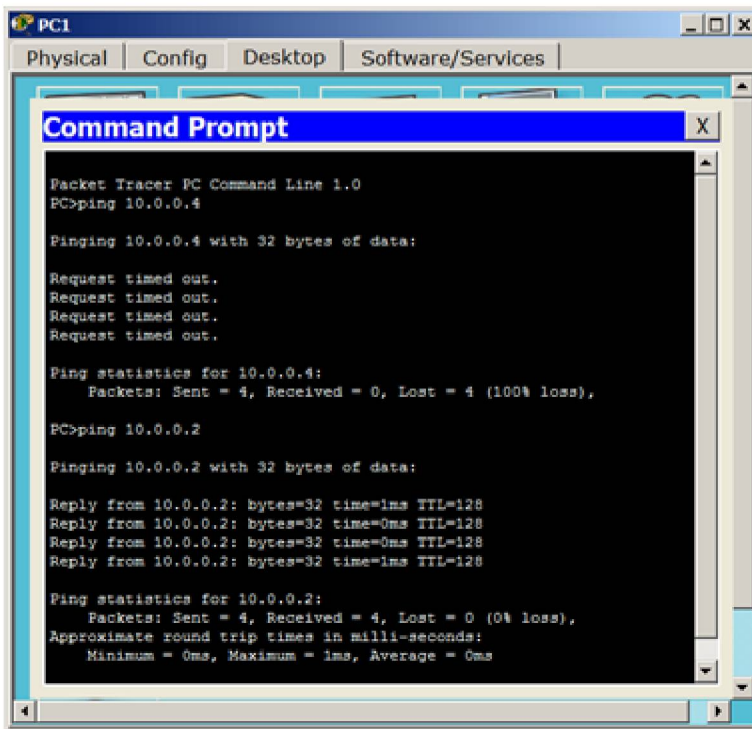 PC1
Physical Config Desktop Software/Services
Command Prompt X
Packet Tracer PC Command Line 1.0
PC>ping 10.0.0.4
Pinging 10.0.0.4 with 32 bytes of data:
Request timed out.
Request timed out.
Request timed out.
Request timed out.
Ping statistics for 10.0.0.4:
Packets: Sent = 4, Received = 0, Lost = 4 (100% loss),
PC>ping 10.0.0.2
Pinging 10.0.0.2 with 32 bytes of data:
Reply from 10.0.0.2: bytes=32 time=1ms TTL=128
Reply from 10.0.0.2: bytes=32 time=0ms TTL=128
Reply from 10.0.0.2: bytes=32 time=0ms TTL=128
Reply from 10.0.0.2: bytes=32 time=1ms TTL=128
Ping statistics for 10.0.0.2:
Packets: Sent = 4, Received = 4, Lost = 0 (0% loss),
Approximate round trip times in milli-seconds:
Minimum = 0ms, Maximum = 1ms, Average = 0ms